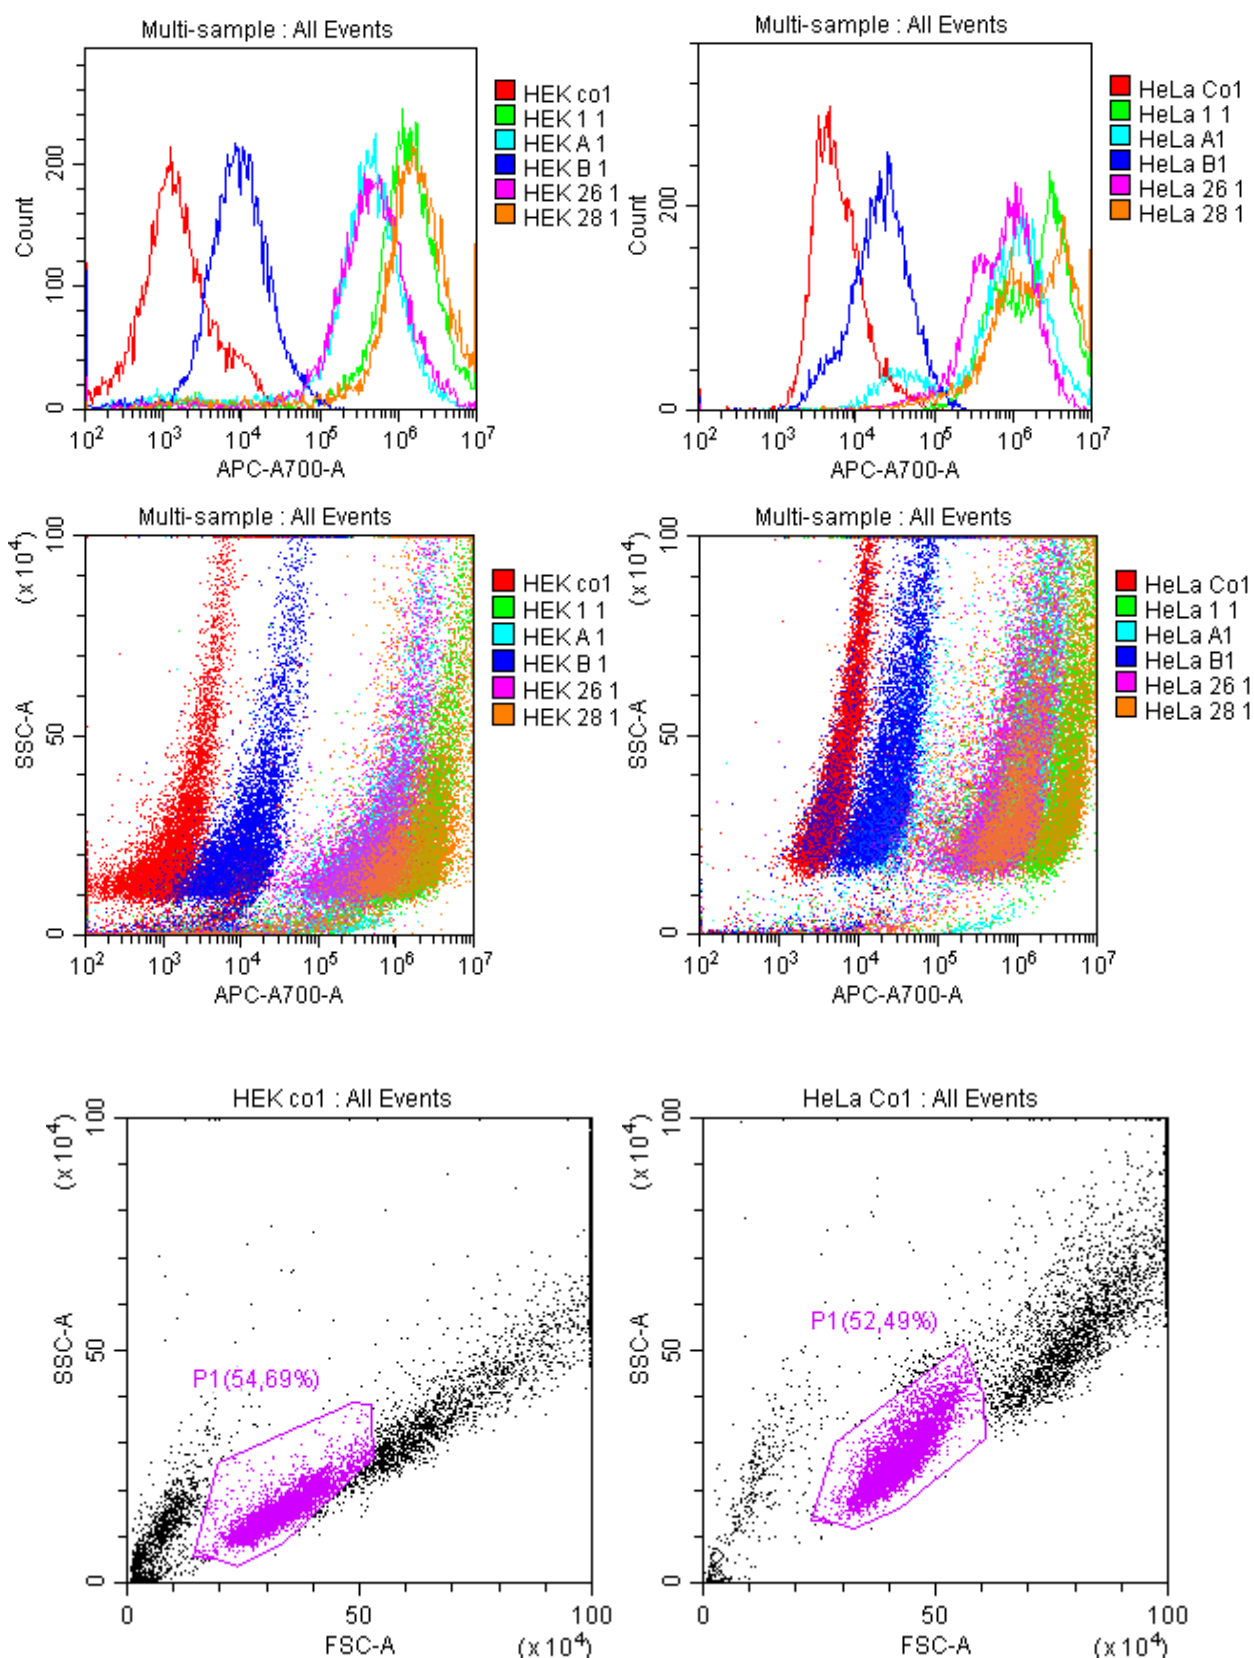 Multi-sample : All Events
Count
200
100
0
10² 10³ 10⁴ 10⁵ 10⁶ 10⁷
APC-A700-A
HEK co1
HEK 1 1
HEK A 1
HEK B 1
HEK 26 1
HEK 28 1
Multi-sample : All Events
Count
200
0
10² 10³ 10⁴ 10⁵ 10⁶ 10⁷
APC-A700-A
HeLa Co1
HeLa 1 1
HeLa A1
HeLa B1
HeLa 26 1
HeLa 28 1
Multi-sample : All Events
(x 10⁴)
SSC-A
100
50
0
10² 10³ 10⁴ 10⁵ 10⁶ 10⁷
APC-A700-A
HEK co1
HEK 1 1
HEK A 1
HEK B 1
HEK 26 1
HEK 28 1
Multi-sample : All Events
(x 10⁴)
SSC-A
100
50
0
10² 10³ 10⁴ 10⁵ 10⁶ 10⁷
APC-A700-A
HeLa Co1
HeLa 1 1
HeLa A1
HeLa B1
HeLa 26 1
HeLa 28 1
HEK co1 : All Events
(x 10⁴)
SSC-A
100
50
0
P1(54,69%)
0 50 100
FSC-A (x 10⁴)
HeLa Co1 : All Events
(x 10⁴)
SSC-A
100
50
0
P1(52,49%)
0 50 100
FSC-A (x 10⁴)